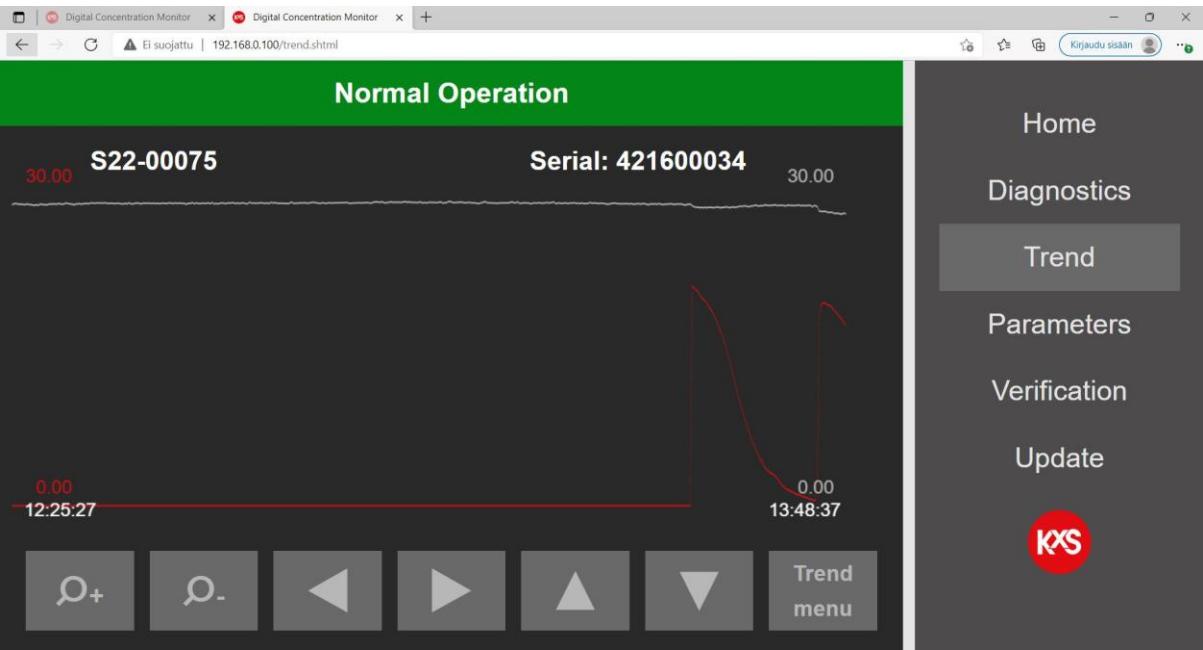 Digital Concentration Monitor
Digital Concentration Monitor
Ei suojattu | 192.168.0.100/trend.shtml
Kirjaudu sisään
Normal Operation
S22-00075
Serial: 421600034
30.00
30.00
0.00
0.00
12:25:27
13:48:37
Trend
menu
Home
Diagnostics
Trend
Parameters
Verification
Update
KXS